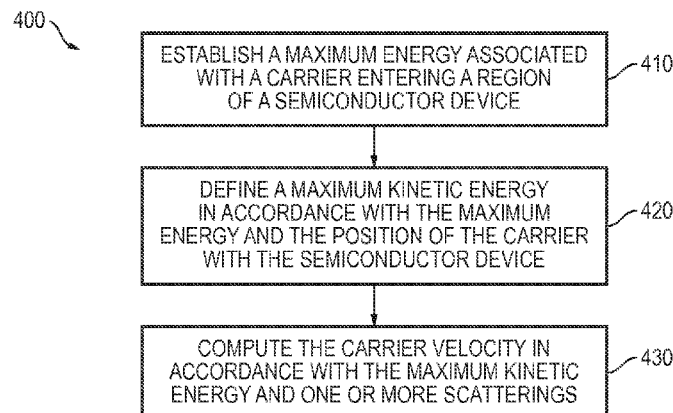 400
ESTABLISH A MAXIMUM ENERGY ASSOCIATED
WITH A CARRIER ENTERING A REGION
OF A SEMICONDUCTOR DEVICE
410
DEFINE A MAXIMUM KINETIC ENERGY
IN ACCORDANCE WITH THE MAXIMUM
ENERGY AND THE POSITION OF THE CARRIER
WITH THE SEMICONDUCTOR DEVICE
420
COMPUTE THE CARRIER VELOCITY IN
ACCORDANCE WITH THE MAXIMUM KINETIC
ENERGY AND ONE OR MORE SCATTERINGS
430